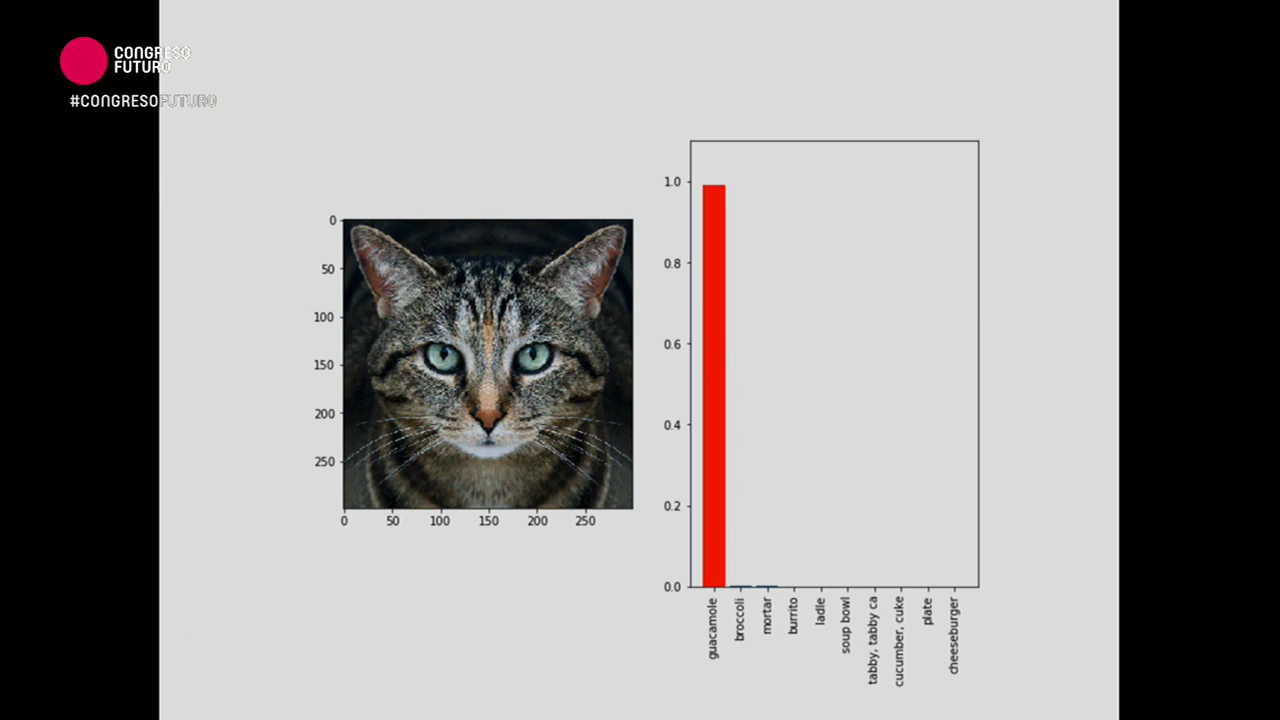 CONGRESO
FUTURO
#CONGRESOFUTURO
0
50
100
150
200
250
0 50 100 150 200 250
1.0
0.8
0.6
0.4
0.2
0.0
guacamole
broccoli
mortar
burrito
ladle
soup bowl
tabby, tabby ca
cucumber, cuke
plate
cheeseburger